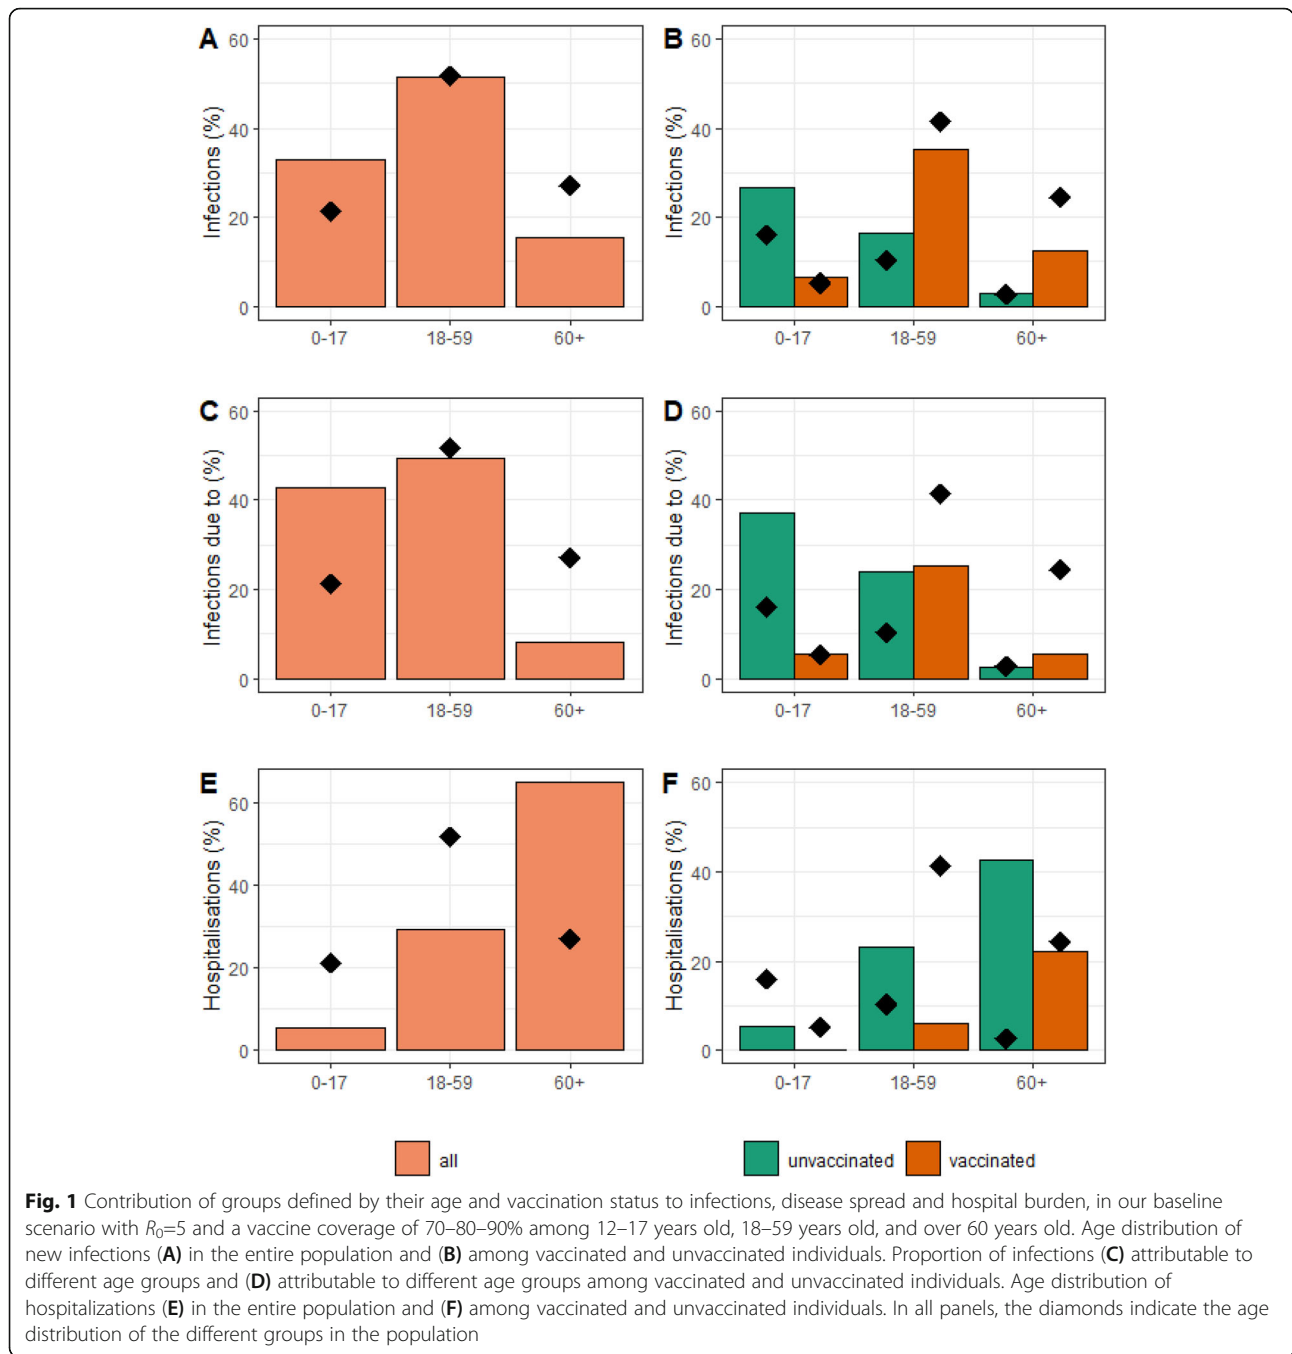 A
60
40
20
0
Infections (%)
0-17
18-59
60+
B
60
40
20
0
Infections (%)
0-17
18-59
60+
C
60
40
20
0
Infections due to (%)
0-17
18-59
60+
D
60
40
20
0
Infections due to (%)
0-17
18-59
60+
E
60
40
20
0
Hospitalisations (%)
0-17
18-59
60+
F
60
40
20
0
Hospitalisations (%)
0-17
18-59
60+
all
unvaccinated
vaccinated
Fig. 1 Contribution of groups defined by their age and vaccination status to infections, disease spread and hospital burden, in our baseline
scenario with R₀=5 and a vaccine coverage of 70–80–90% among 12–17 years old, 18–59 years old, and over 60 years old. Age distribution of
new infections (A) in the entire population and (B) among vaccinated and unvaccinated individuals. Proportion of infections (C) attributable to
different age groups and (D) attributable to different age groups among vaccinated and unvaccinated individuals. Age distribution of
hospitalizations (E) in the entire population and (F) among vaccinated and unvaccinated individuals. In all panels, the diamonds indicate the age
distribution of the different groups in the population